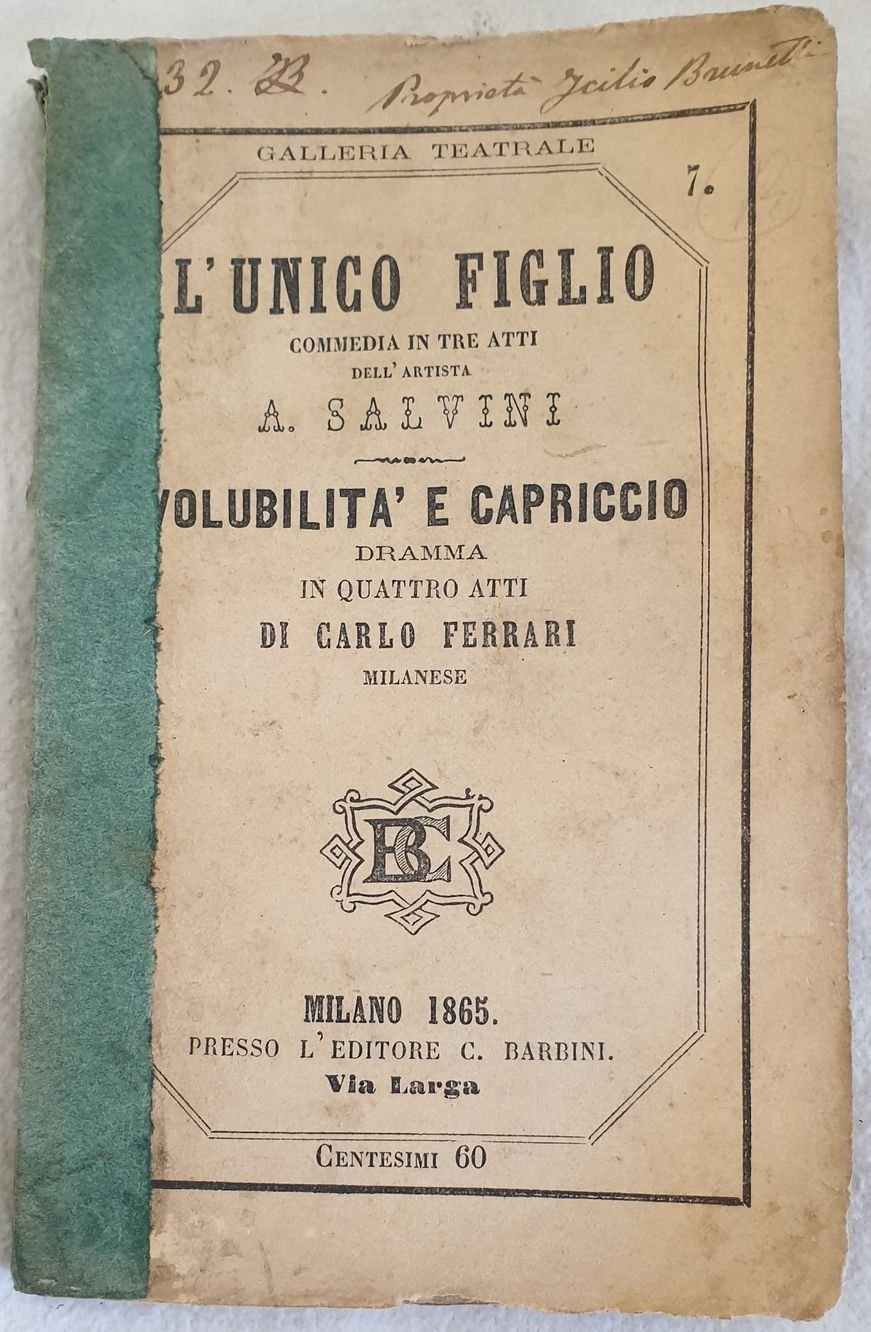 32. B. Proprietà Icilio Brunetti
GALLERIA TEATRALE
7.
L'UNICO FIGLIO
COMMEDIA IN TRE ATTI
DELL'ARTISTA
A. SALVINI
VOLUBILITA' E CAPRICCIO
DRAMMA
IN QUATTRO ATTI
DI CARLO FERRARI
MILANESE
BC
MILANO 1865.
PRESSO L'EDITORE C. BARBINI.
Via Larga
CENTESIMI 60